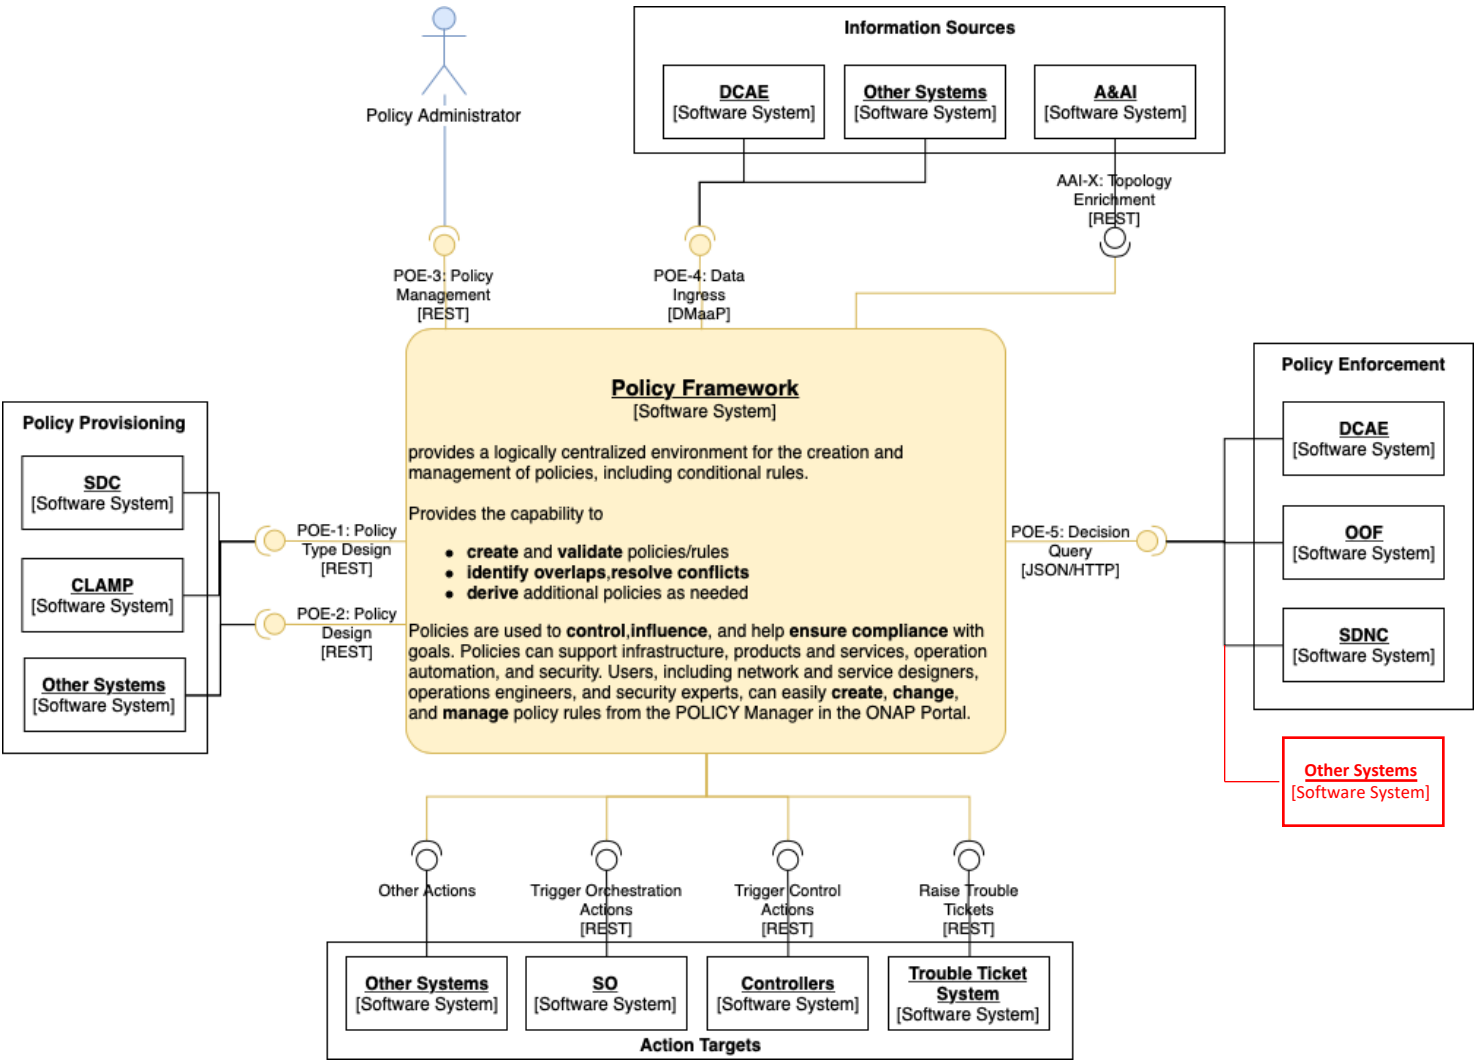 Policy Administrator
Information Sources
DCAE
[Software System]
Other Systems
[Software System]
A&AI
[Software System]
AAI-X: Topology
Enrichment
[REST]
POE-3: Policy
Management
[REST]
POE-4: Data
Ingress
[DMaaP]
Policy Provisioning
SDC
[Software System]
CLAMP
[Software System]
Other Systems
[Software System]
POE-1: Policy
Type Design
[REST]
POE-2: Policy
Design
[REST]
Policy Framework
[Software System]
provides a logically centralized environment for the creation and
management of policies, including conditional rules.
Provides the capability to
• create and validate policies/rules
• identify overlaps,resolve conflicts
• derive additional policies as needed
Policies are used to control,influence, and help ensure compliance with
goals. Policies can support infrastructure, products and services, operation
automation, and security. Users, including network and service designers,
operations engineers, and security experts, can easily create, change,
and manage policy rules from the POLICY Manager in the ONAP Portal.
POE-5: Decision
Query
[JSON/HTTP]
Policy Enforcement
DCAE
[Software System]
OOF
[Software System]
SDNC
[Software System]
Other Systems
[Software System]
Other Actions
Trigger Orchestration
Actions
[REST]
Trigger Control
Actions
[REST]
Raise Trouble
Tickets
[REST]
Other Systems
[Software System]
SO
[Software System]
Controllers
[Software System]
Trouble Ticket
System
[Software System]
Action Targets